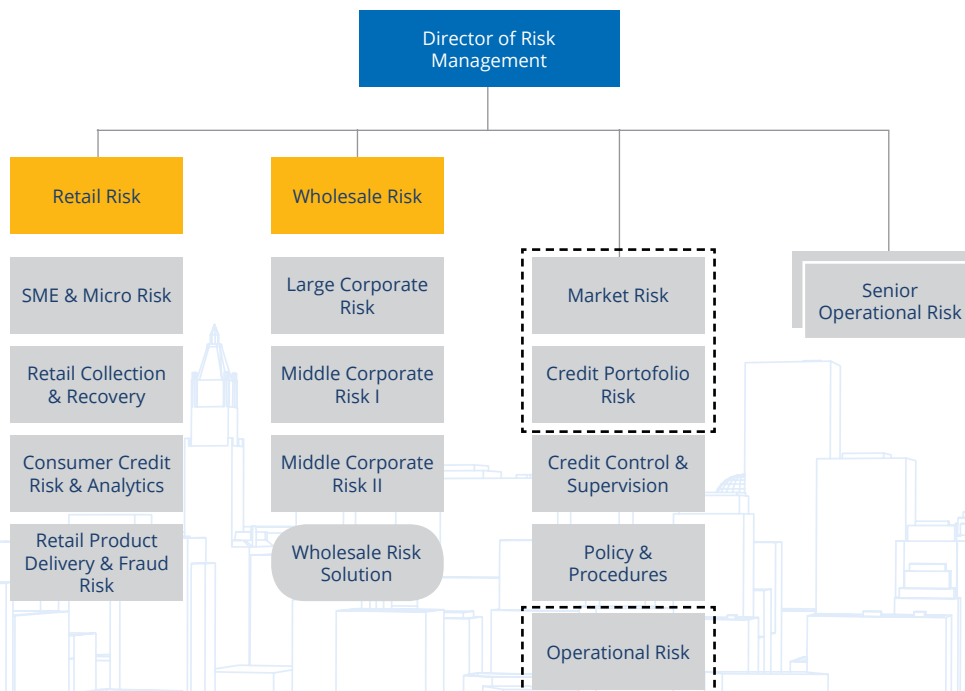 Director of Risk
Management
Retail Risk
Wholesale Risk
SME & Micro Risk
Large Corporate
Risk
Market Risk
Senior
Operational Risk
Retail Collection
& Recovery
Middle Corporate
Risk I
Credit Portofolio
Risk
Consumer Credit
Risk & Analytics
Middle Corporate
Risk II
Credit Control &
Supervision
Retail Product
Delivery & Fraud
Risk
Wholesale Risk
Solution
Policy &
Procedures
Operational Risk